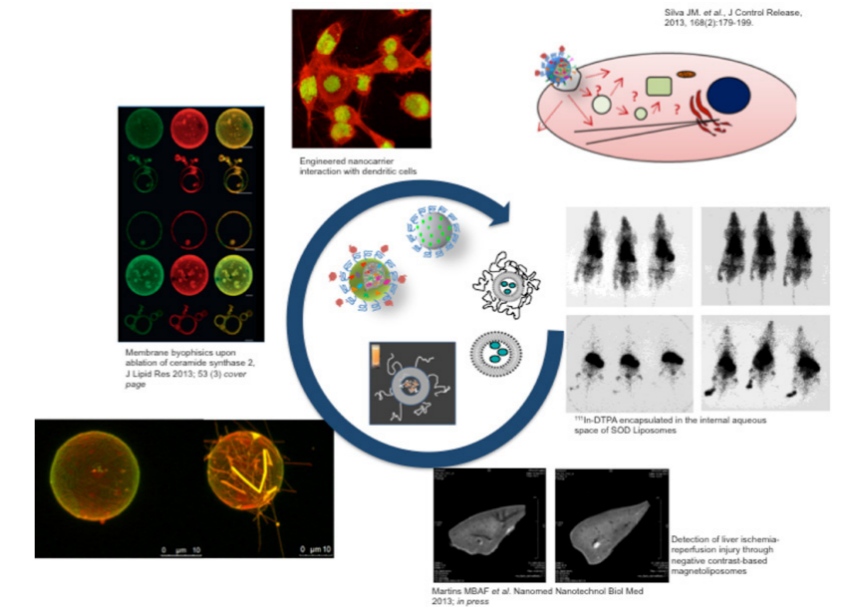 Silva JM. et al., J Control Release,
2013, 168(2):179-199.
?
?
?
Engineered nanocarrier
interaction with dendritic cells
Membrane byophisics upon
ablation of ceramide synthase 2,
J Lipid Res 2013; 53 (3) cover
page
111In-DTPA encapsulated in the internal aqueous
space of SOD Liposomes
0 µm 10
0 µm 10
Detection of liver ischemia-
reperfusion injury through
negative contrast-based
magnetoliposomes
Martins MBAF et al. Nanomed Nanotechnol Biol Med
2013; in press